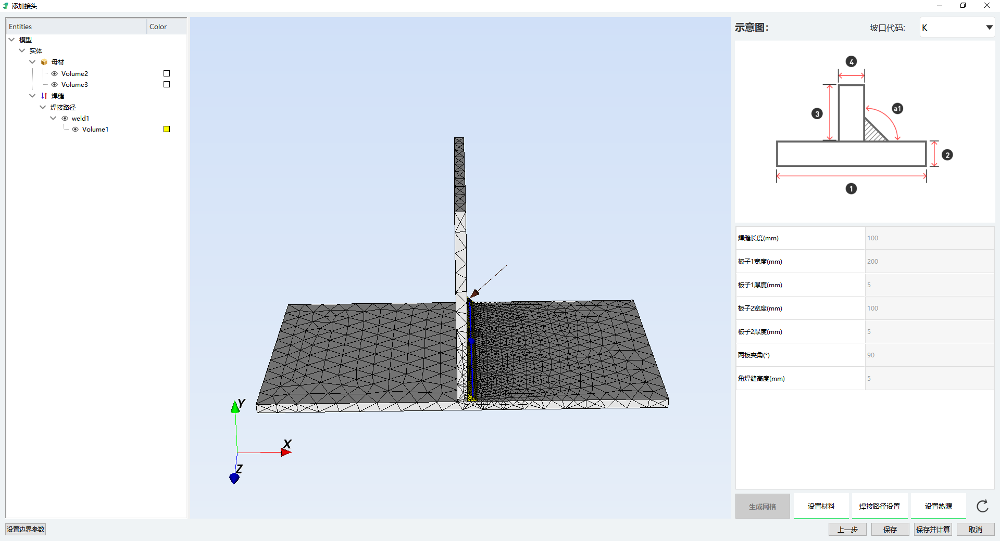 添加接头
Entities
Color
模型
实体
母材
Volume2
Volume3
焊缝
焊接路径
weld1
Volume1
Y
X
Z
示意图:
坡口代码:
K
4
3
a1
2
1
焊缝长度(mm) 100
板子1宽度(mm) 200
板子1厚度(mm) 5
板子2宽度(mm) 100
板子2厚度(mm) 5
两板夹角(°) 90
角焊缝高度(mm) 5
生成网格
设置材料
焊接路径设置
设置热源
设置边界参数
上一步
保存
保存并计算
取消